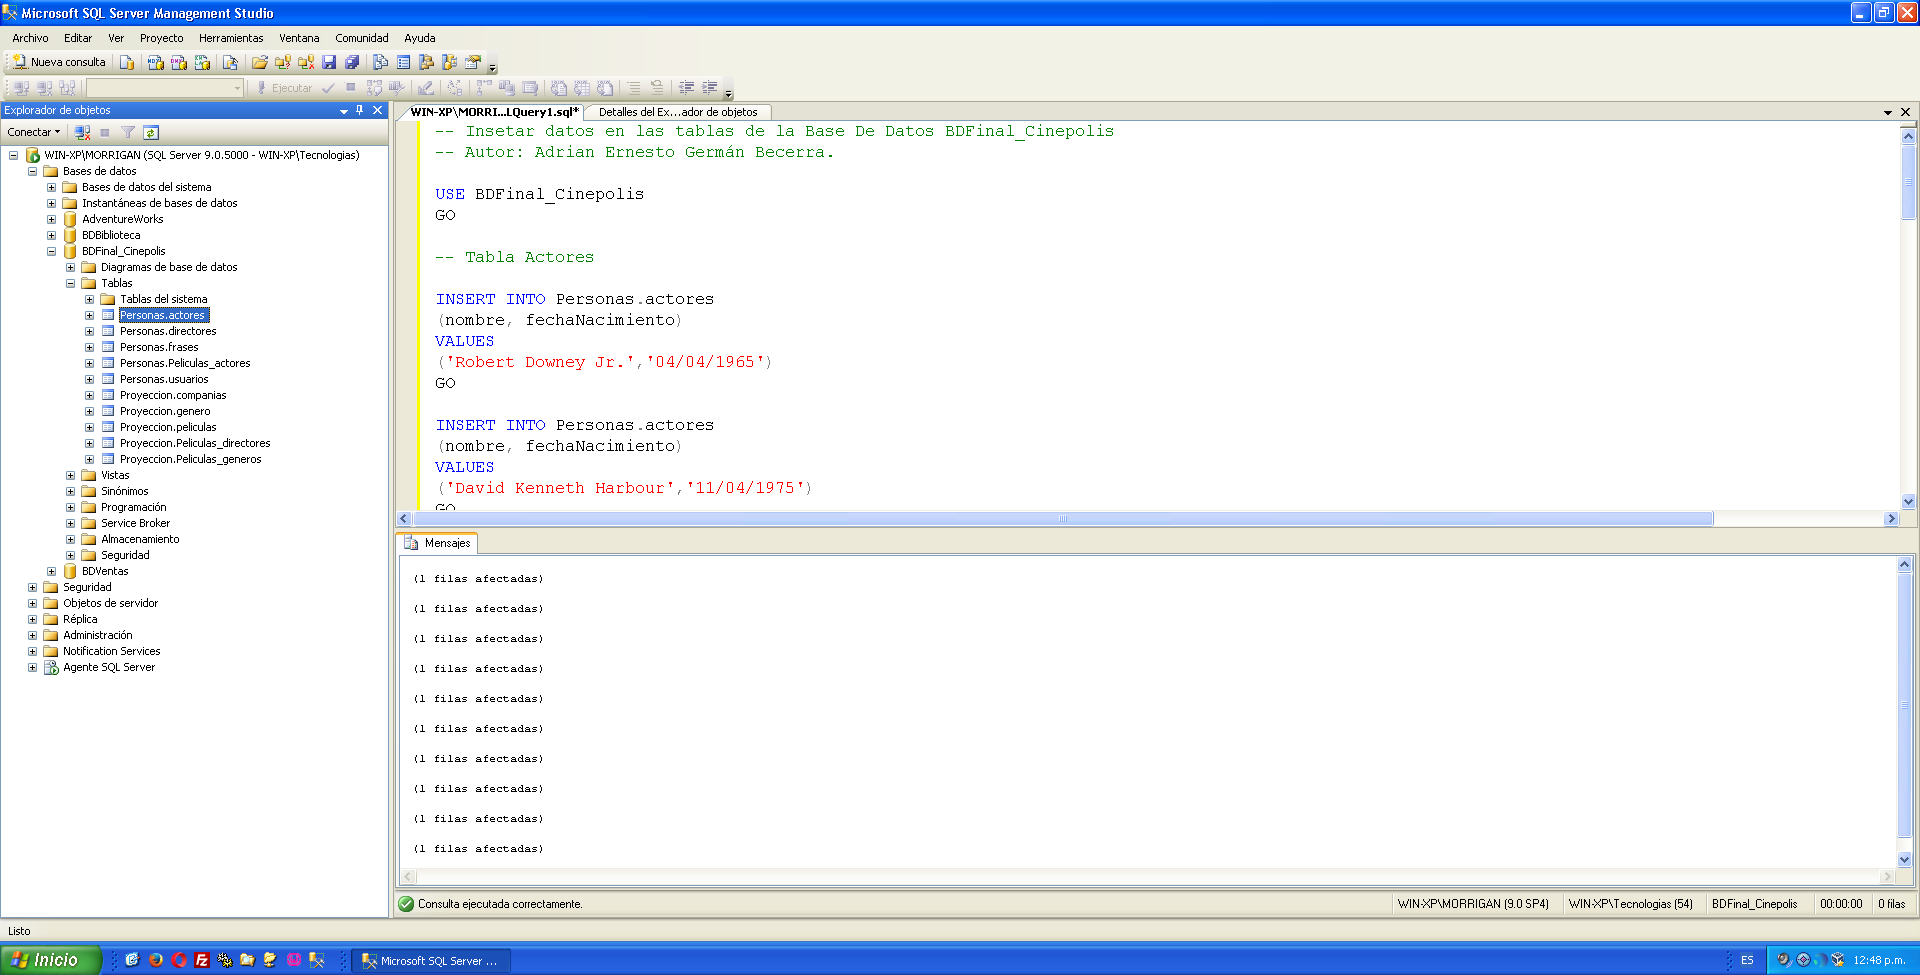 Microsoft SQL Server Management Studio
Archivo Editar Ver Proyecto Herramientas Ventana Comunidad Ayuda
Nueva consulta
Ejecutar
Explorador de objetos
Conectar
WIN-XP\MORRIGAN (SQL Server 9.0.5000 - WIN-XP\Tecnologias)
Bases de datos
Bases de datos del sistema
Instantáneas de bases de datos
AdventureWorks
BDBiblioteca
BDFinal_Cinepolis
Diagramas de base de datos
Tablas
Tablas del sistema
Personas.actores
Personas.directores
Personas.frases
Personas.Peliculas_actores
Personas.usuarios
Proyeccion.companias
Proyeccion.genero
Proyeccion.peliculas
Proyeccion.Peliculas_directores
Proyeccion.Peliculas_generos
Vistas
Sinónimos
Programación
Service Broker
Almacenamiento
Seguridad
BDVentas
Seguridad
Objetos de servidor
Réplica
Administración
Notification Services
Agente SQL Server
WIN-XP\MORRI...LQuery1.sql* Detalles del Ex...ador de objetos
-- Insetar datos en las tablas de la Base De Datos BDFinal_Cinepolis
-- Autor: Adrian Ernesto Germán Becerra.
USE BDFinal_Cinepolis
GO
-- Tabla Actores
INSERT INTO Personas.actores
(nombre, fechaNacimiento)
VALUES
('Robert Downey Jr.','04/04/1965')
GO
INSERT INTO Personas.actores
(nombre, fechaNacimiento)
VALUES
('David Kenneth Harbour','11/04/1975')
GO
Mensajes
(1 filas afectadas)
(1 filas afectadas)
(1 filas afectadas)
(1 filas afectadas)
(1 filas afectadas)
(1 filas afectadas)
(1 filas afectadas)
(1 filas afectadas)
(1 filas afectadas)
(1 filas afectadas)
Consulta ejecutada correctamente. WIN-XP\MORRIGAN (9.0 SP4) WIN-XP\Tecnologias (54) BDFinal_Cinepolis 00:00:00 0 filas
Listo
Inicio Microsoft SQL Server ... ES 12:48 p.m.